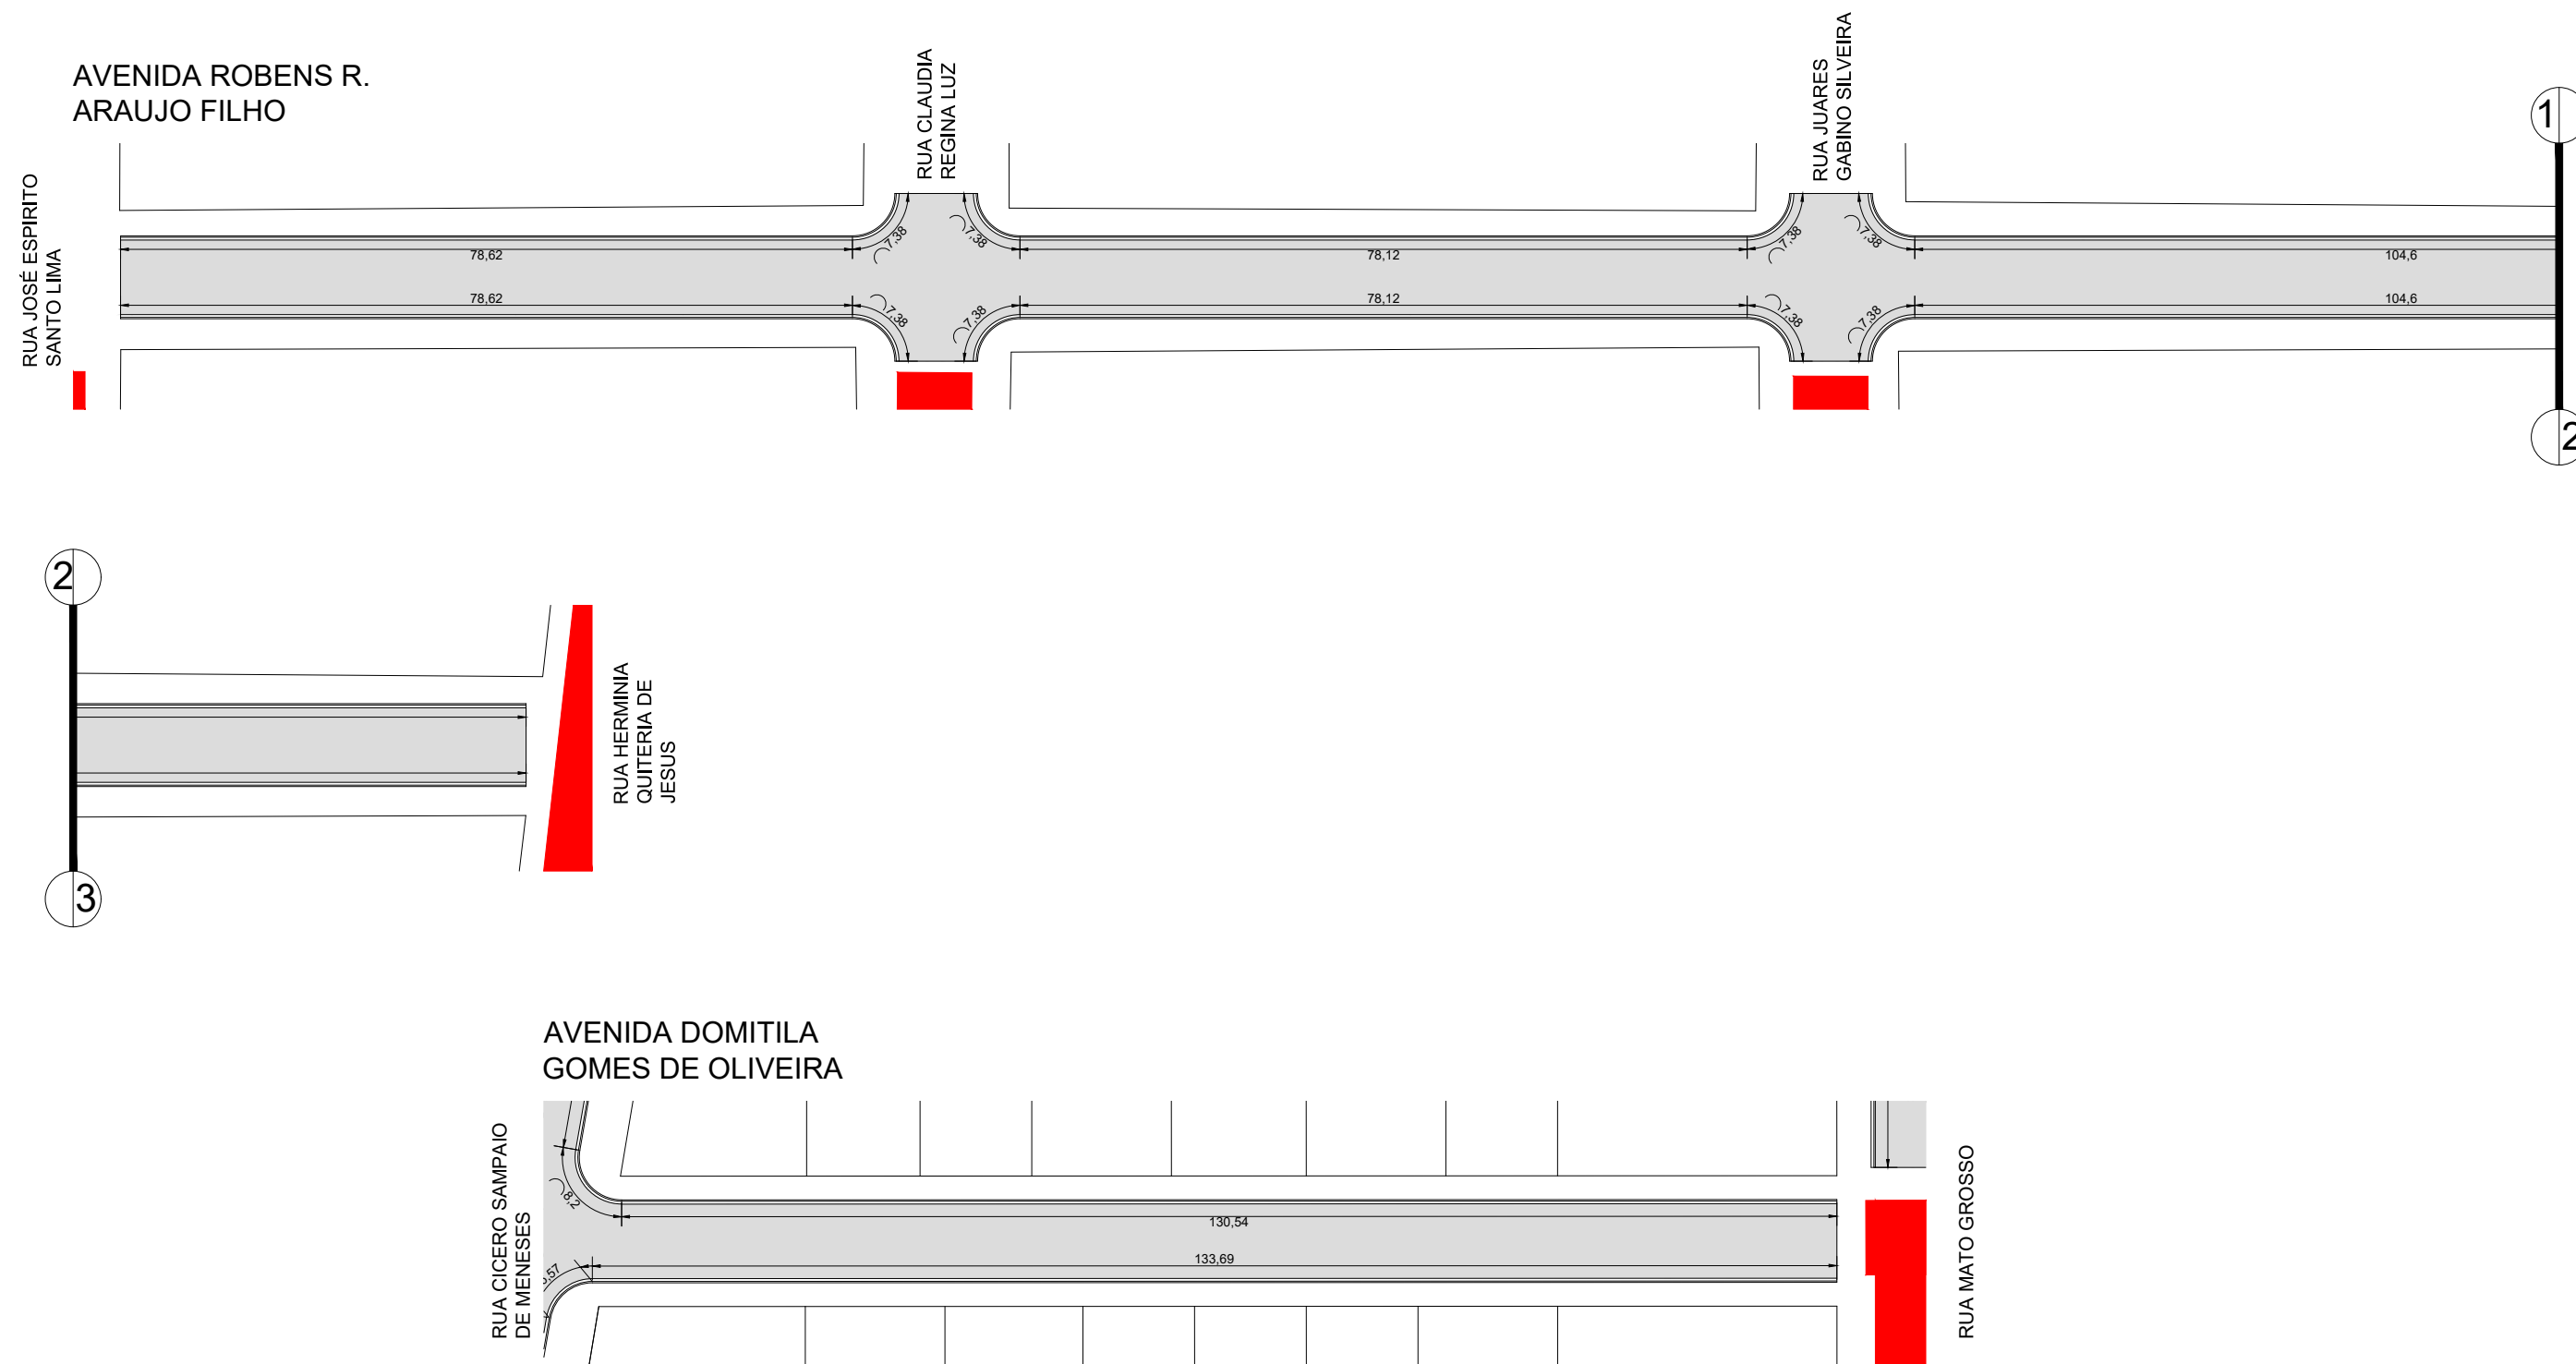 AVENIDA ROBENS R.
ARAUJO FILHO
RUA JOSÉ ESPIRITO
SANTO LIMA
RUA CLAUDIA
REGINA LUZ
RUA JUARES
GABINO SILVEIRA
1
78,62
7,38
7,38
78,12
7,38
7,38
104,6
78,62
7,38
7,38
78,12
7,38
7,38
104,6
2
2
RUA HERMINIA
QUITERIA DE
JESUS
3
AVENIDA DOMITILA
GOMES DE OLIVEIRA
RUA CICERO SAMPAIO
DE MENESES
8,2
130,54
133,69
RUA MATO GROSSO